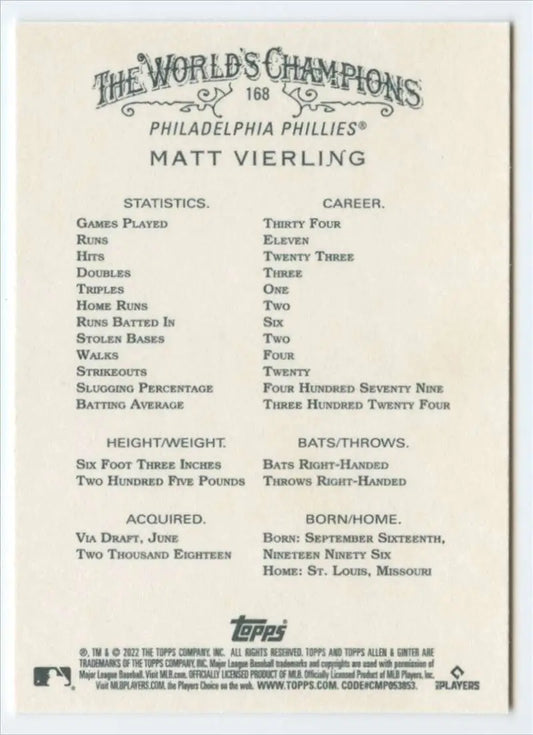 THE WORLD'S CHAMPIONS
168
PHILADELPHIA PHILLIES®
MATT VIERLING
STATISTICS. CAREER.
GAMES PLAYED THIRTY FOUR
RUNS ELEVEN
HITS TWENTY THREE
DOUBLES THREE
TRIPLES ONE
HOME RUNS TWO
RUNS BATTED IN SIX
STOLEN BASES TWO
WALKS FOUR
STRIKEOUTS TWENTY
SLUGGING PERCENTAGE FOUR HUNDRED SEVENTY NINE
BATTING AVERAGE THREE HUNDRED TWENTY FOUR
HEIGHT/WEIGHT. BATS/THROWS.
SIX FOOT THREE INCHES BATS RIGHT-HANDED
TWO HUNDRED FIVE POUNDS THROWS RIGHT-HANDED
ACQUIRED. BORN/HOME.
VIA DRAFT, JUNE BORN: SEPTEMBER SIXTEENTH,
TWO THOUSAND EIGHTEEN NINETEEN NINETY SIX
HOME: ST. LOUIS, MISSOURI
Topps
®, TM & © 2022 THE TOPPS COMPANY, INC. ALL RIGHTS RESERVED. TOPPS AND TOPPS ALLEN & GINTER ARE
TRADEMARKS OF THE TOPPS COMPANY, INC. Major League Baseball trademarks and copyrights are used with permission of
Major League Baseball. Visit MLB.com. OFFICIALLY LICENSED PRODUCT OF MLB. Officially Licensed Product of MLB Players, Inc.
Visit MLBPLAYERS.COM, the Players Choice on the web. WWW.TOPPS.COM. CODE#CMP053853.
PLAYERS